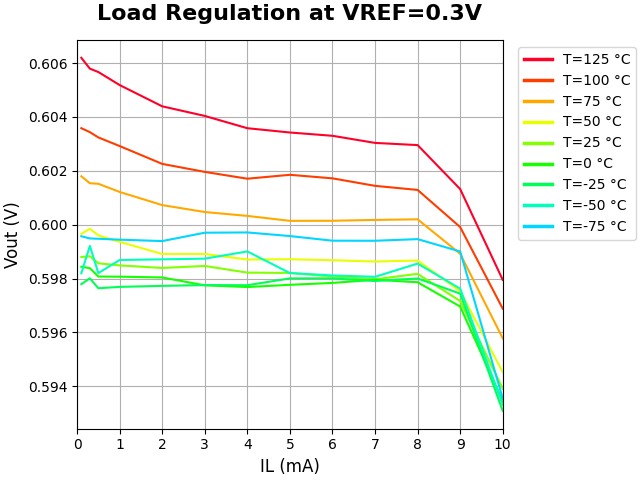 Load Regulation at VREF=0.3V
Vout (V)
0.606
0.604
0.602
0.600
0.598
0.596
0.594
0 1 2 3 4 5 6 7 8 9 10
IL (mA)
T=125 °C
T=100 °C
T=75 °C
T=50 °C
T=25 °C
T=0 °C
T=-25 °C
T=-50 °C
T=-75 °C